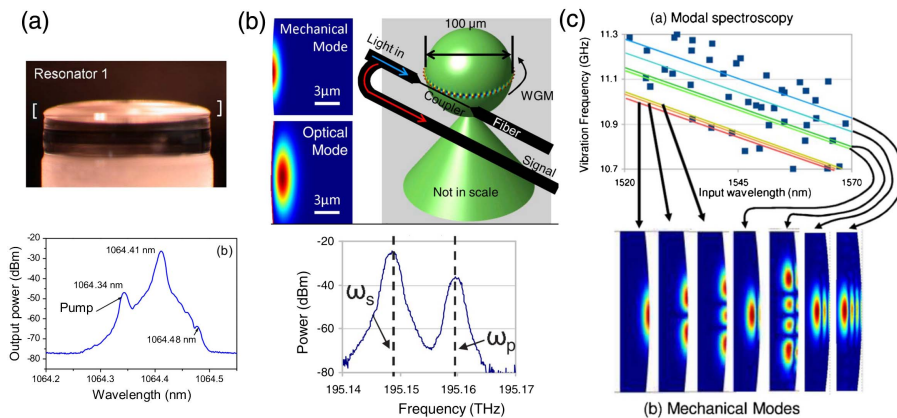 (a)
Resonator 1
[ ]
(b)
Output power (dBm)
-20
-30
-40
-50
-60
-70
-80
1064.41 nm
1064.34 nm
Pump
1064.48 nm
1064.2 1064.3 1064.4 1064.5
Wavelength (nm)
(b)
Mechanical
Mode
3µm
Optical
Mode
3µm
100 µm
Light in
WGM
Coupler
Fiber
Signal
Not in scale
Power (dBm)
-20
-40
-60
-80
ωs
ωp
195.14 195.15 195.16 195.17
Frequency (THz)
(c)
(a) Modal spectroscopy
Vibration Frequency (GHz)
11.3
11.1
10.9
10.7
1520 1545 1570
Input wavelength (nm)
(b) Mechanical Modes